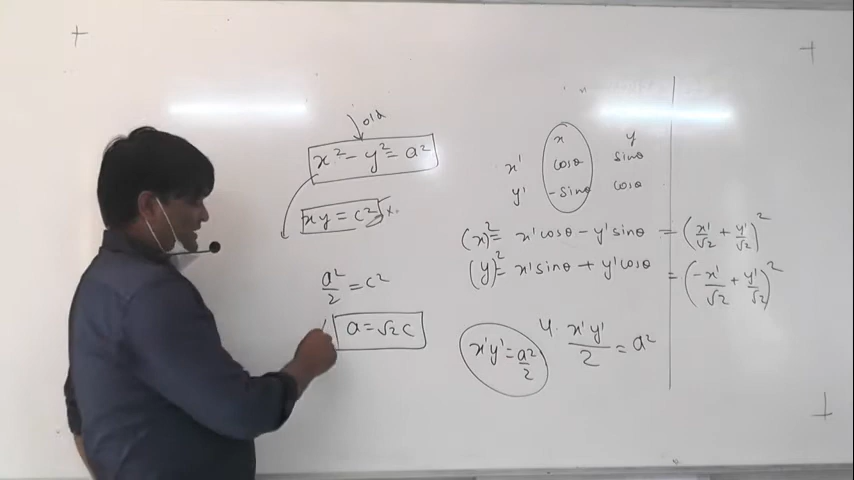 old
x² - y² = a²
xy = c²
a²/2 = c²
a = √2 c
x y
x' cosθ sinθ
y' -sinθ cosθ
(x)² = x'cosθ - y'sinθ = (x'/√2 + y'/√2)²
(y)² = x'sinθ + y'cosθ = (-x'/√2 + y'/√2)²
4. x'y'/2 = a²
x'y' = a²/2